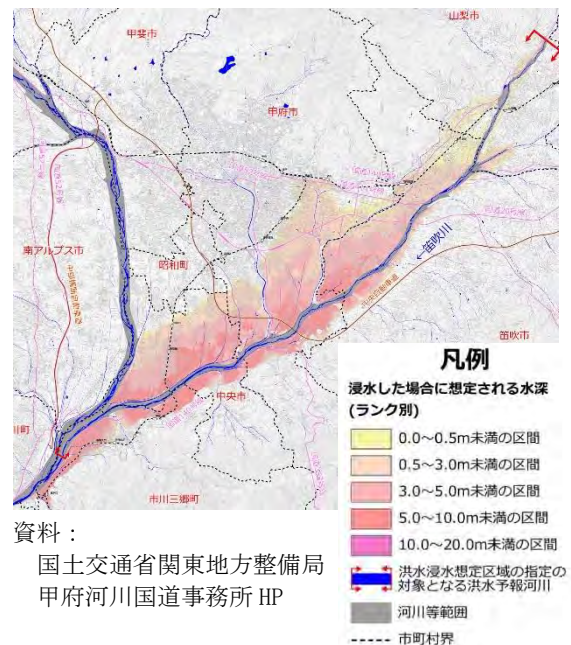 山梨市
甲斐市
甲府市
南アルプス市
昭和町
←笛吹川
中央自動車道
笛吹市
中央市
川町
市川三郷町
凡例
浸水した場合に想定される水深
(ランク別)
0.0～0.5m未満の区間
0.5～3.0m未満の区間
3.0～5.0m未満の区間
5.0～10.0m未満の区間
10.0～20.0m未満の区間
洪水浸水想定区域の指定の
対象となる洪水予報河川
河川等範囲
市町村界
資料：
国土交通省関東地方整備局
甲府河川国道事務所 HP